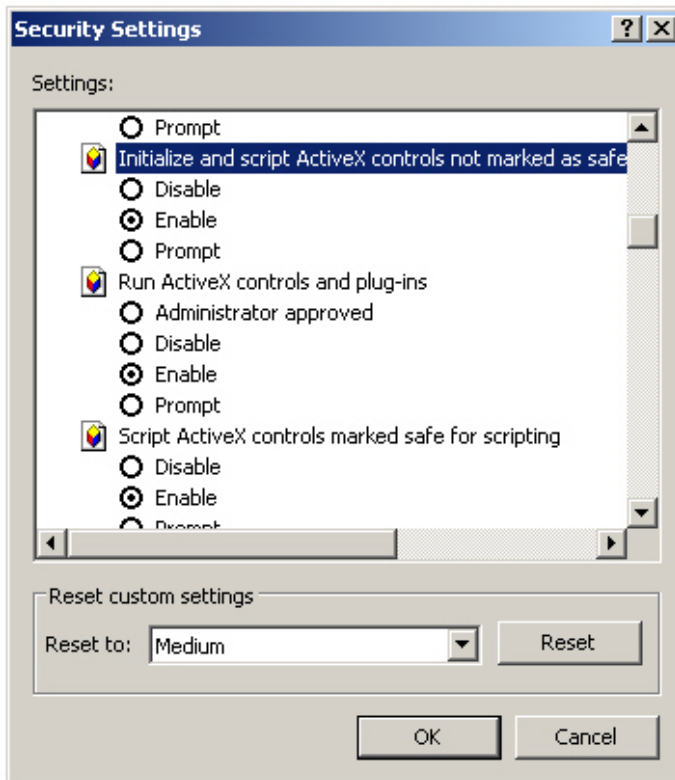 Security Settings
Settings:
Prompt
Initialize and script ActiveX controls not marked as safe
Disable
Enable
Prompt
Run ActiveX controls and plug-ins
Administrator approved
Disable
Enable
Prompt
Script ActiveX controls marked safe for scripting
Disable
Enable
Prompt
Reset custom settings
Reset to: Medium Reset
OK Cancel